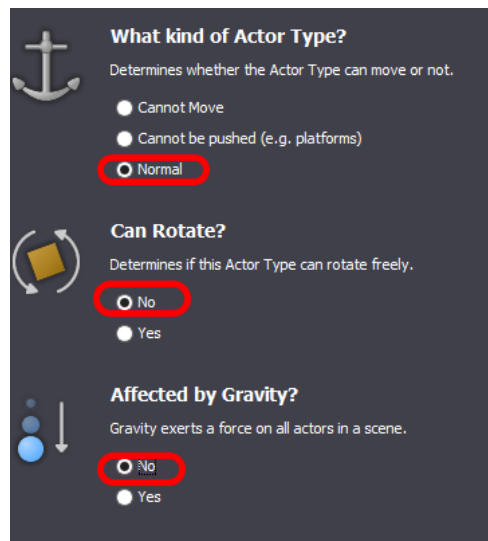 What kind of Actor Type?
Determines whether the Actor Type can move or not.
Cannot Move
Cannot be pushed (e.g. platforms)
Normal
Can Rotate?
Determines if this Actor Type can rotate freely.
No
Yes
Affected by Gravity?
Gravity exerts a force on all actors in a scene.
No
Yes